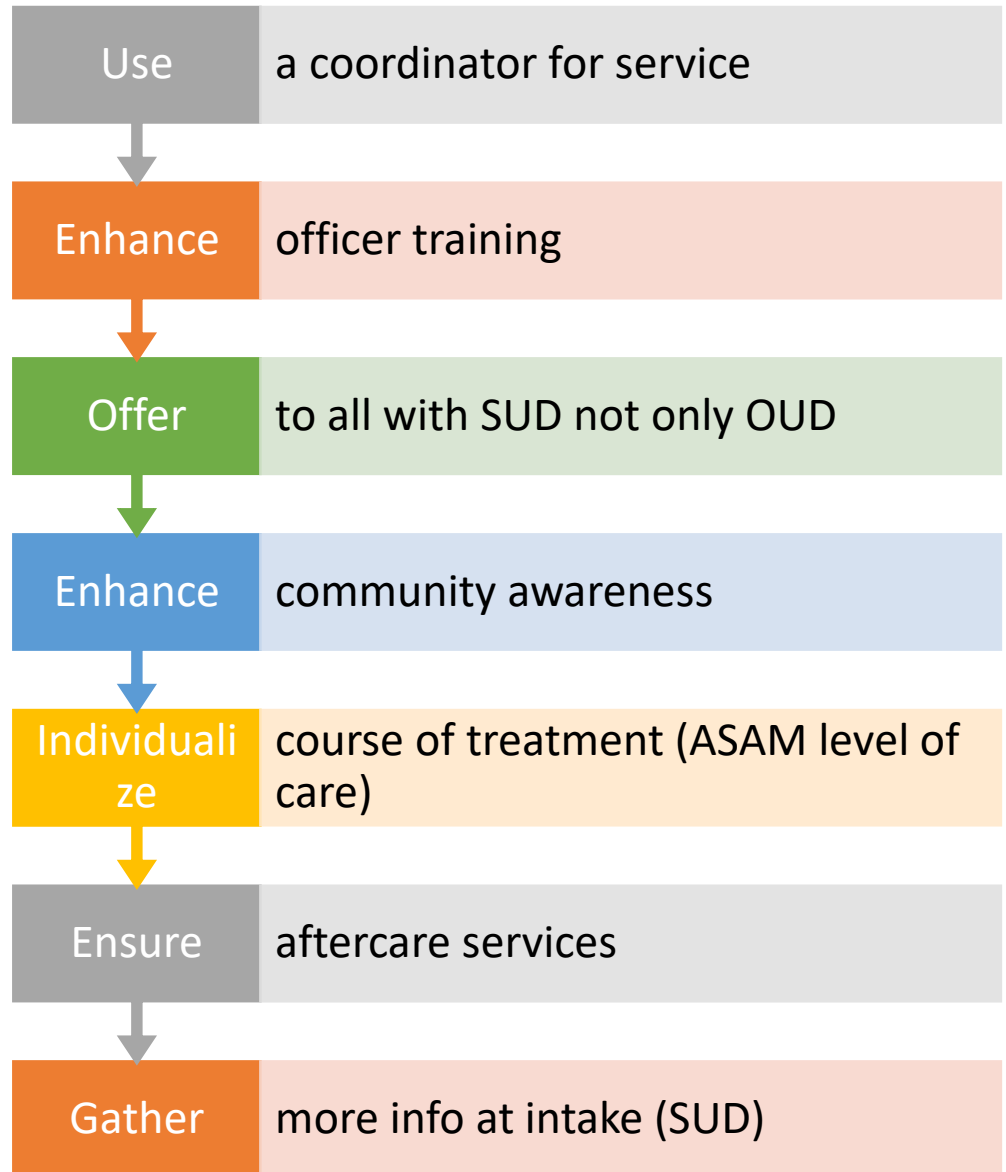 Use
a coordinator for service
Enhance
officer training
Offer
to all with SUD not only OUD
Enhance
community awareness
Individuali
ze
course of treatment (ASAM level of
care)
Ensure
aftercare services
Gather
more info at intake (SUD)